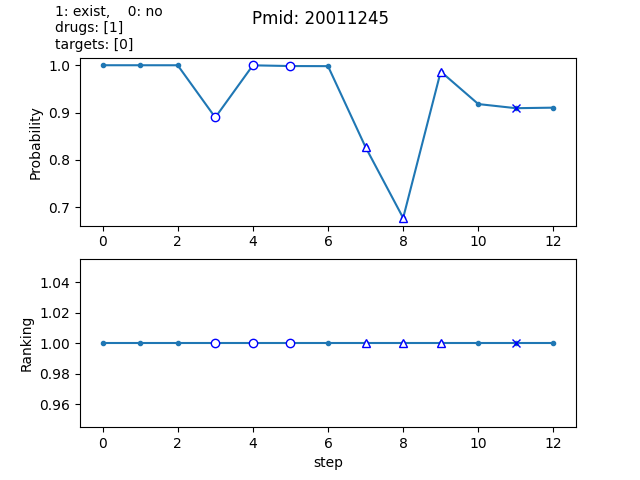 1: exist,    0: no
drugs: [1]
targets: [0]
Pmid: 20011245
Probability
1.0
0.9
0.8
0.7
0 2 4 6 8 10 12
Ranking
1.04
1.02
1.00
0.98
0.96
0 2 4 6 8 10 12
step